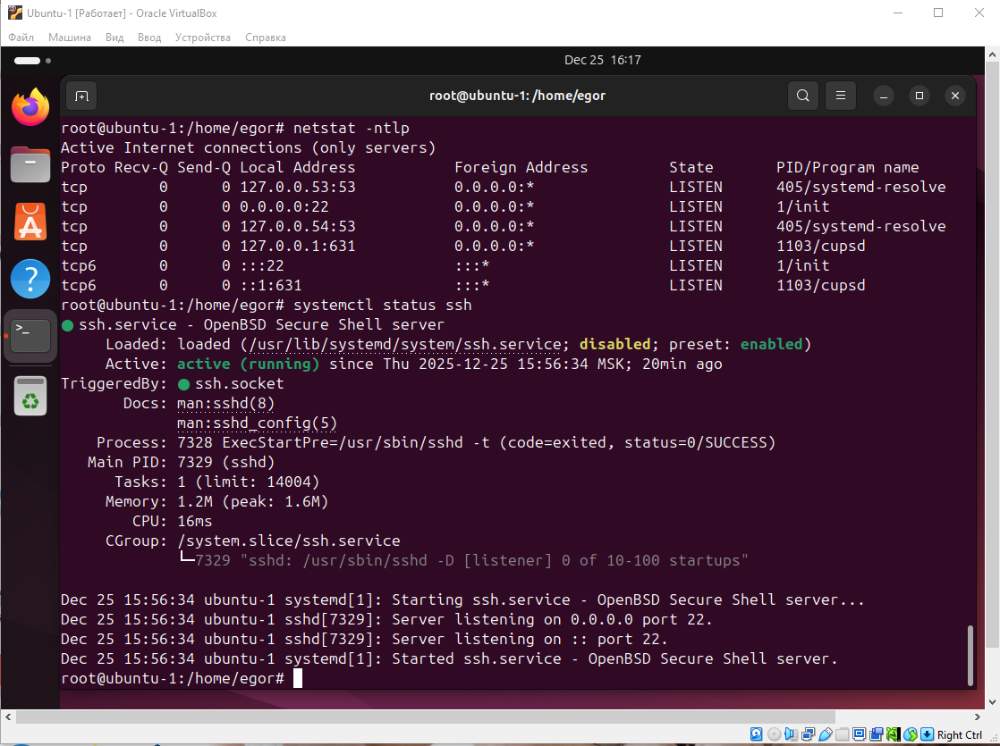 Ubuntu-1 [Работает] - Oracle VirtualBox
Файл Машина Вид Ввод Устройства Справка
Dec 25 16:17
root@ubuntu-1: /home/egor
root@ubuntu-1:/home/egor# netstat -ntlp
Active Internet connections (only servers)
Proto Recv-Q Send-Q Local Address Foreign Address State PID/Program name
tcp 0 0 127.0.0.53:53 0.0.0.0:* LISTEN 405/systemd-resolve
tcp 0 0 0.0.0.0:22 0.0.0.0:* LISTEN 1/init
tcp 0 0 127.0.0.54:53 0.0.0.0:* LISTEN 405/systemd-resolve
tcp 0 0 127.0.0.1:631 0.0.0.0:* LISTEN 1103/cupsd
tcp6 0 0 :::22 :::* LISTEN 1/init
tcp6 0 0 ::1:631 :::* LISTEN 1103/cupsd
root@ubuntu-1:/home/egor# systemctl status ssh
● ssh.service - OpenBSD Secure Shell server
Loaded: loaded (/usr/lib/systemd/system/ssh.service; disabled; preset: enabled)
Active: active (running) since Thu 2025-12-25 15:56:34 MSK; 20min ago
TriggeredBy: ● ssh.socket
Docs: man:sshd(8)
man:sshd_config(5)
Process: 7328 ExecStartPre=/usr/sbin/sshd -t (code=exited, status=0/SUCCESS)
Main PID: 7329 (sshd)
Tasks: 1 (limit: 14004)
Memory: 1.2M (peak: 1.6M)
CPU: 16ms
CGroup: /system.slice/ssh.service
└─7329 "sshd: /usr/sbin/sshd -D [listener] 0 of 10-100 startups"
Dec 25 15:56:34 ubuntu-1 systemd[1]: Starting ssh.service - OpenBSD Secure Shell server...
Dec 25 15:56:34 ubuntu-1 sshd[7329]: Server listening on 0.0.0.0 port 22.
Dec 25 15:56:34 ubuntu-1 sshd[7329]: Server listening on :: port 22.
Dec 25 15:56:34 ubuntu-1 systemd[1]: Started ssh.service - OpenBSD Secure Shell server.
root@ubuntu-1:/home/egor#
Right Ctrl